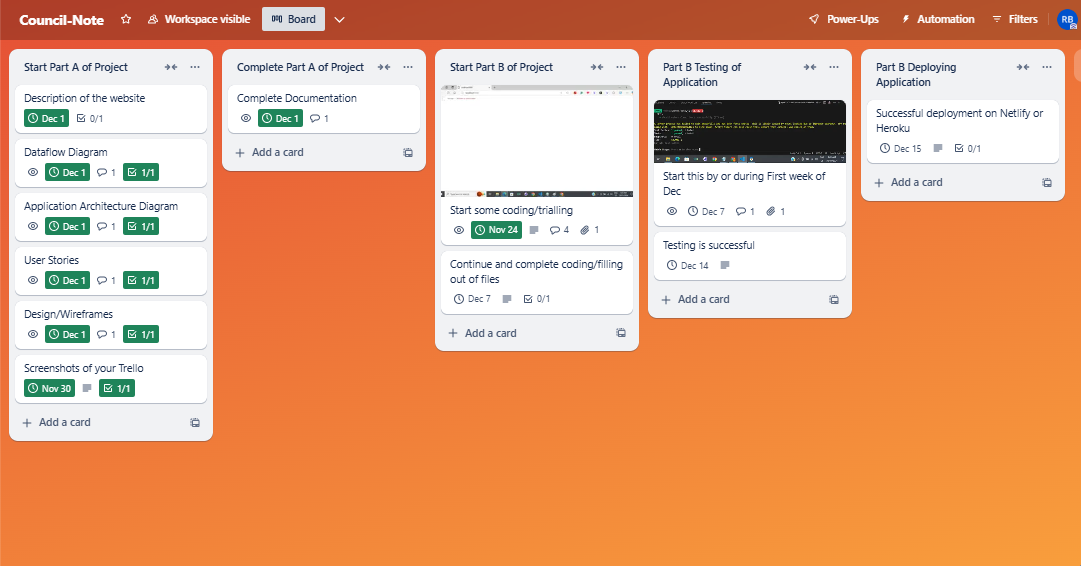 Council-Note
Workspace visible
Board
Power-Ups
Automation
Filters
RB
Start Part A of Project
Description of the website
Dec 1
0/1
Dataflow Diagram
Dec 1
1
1/1
Application Architecture Diagram
Dec 1
1
1/1
User Stories
Dec 1
1
1/1
Design/Wireframes
Dec 1
1
1/1
Screenshots of your Trello
Nov 30
1/1
Add a card
Complete Part A of Project
Complete Documentation
Dec 1
1
Add a card
Start Part B of Project
Start some coding/trialling
Nov 24
4
1
Continue and complete coding/filling
out of files
Dec 7
0/1
Add a card
Part B Testing of
Application
Start this by or during First week of
Dec
Dec 7
1
1
Testing is successful
Dec 14
Add a card
Part B Deploying
Application
Successful deployment on Netlify or
Heroku
Dec 15
0/1
Add a card